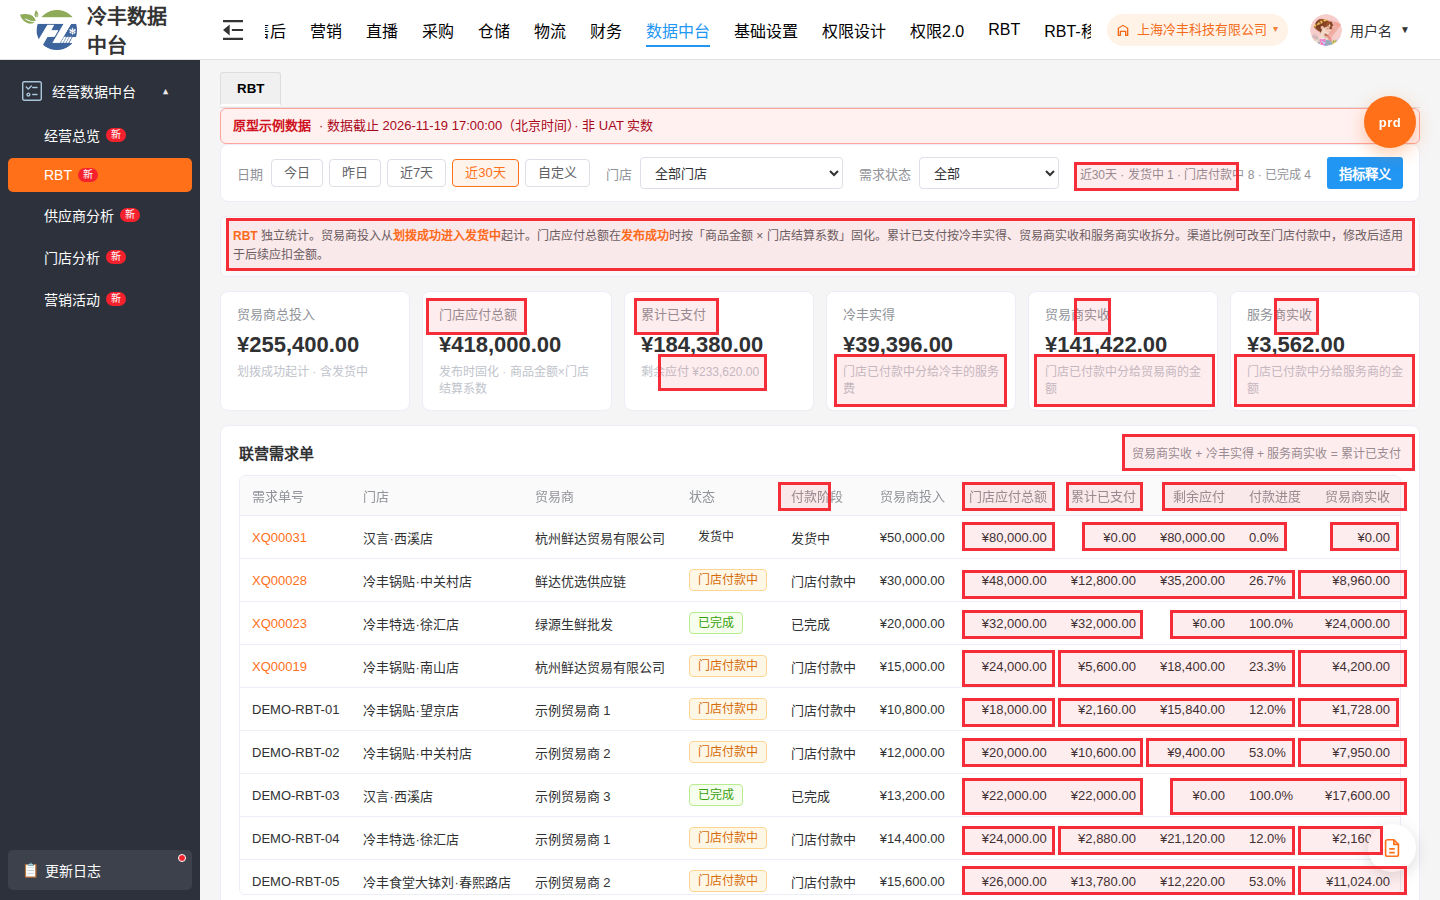 冷丰数据
中台
售后 营销 直播 采购 仓储 物流 财务 数据中台 基础设置 权限设计 权限2.0 RBT RBT-移
上海冷丰科技有限公司 ▾
用户名 ▼
经营数据中台 ▲
经营总览 新
RBT 新
供应商分析 新
门店分析 新
营销活动 新
更新日志
RBT
原型示例数据 · 数据截止 2026-11-19 17:00:00（北京时间）· 非 UAT 实数
prd
日期 今日 昨日 近7天 近30天 自定义 门店 全部门店 需求状态 全部 近30天 · 发货中 1 · 门店付款中 8 · 已完成 4 指标释义
RBT 独立统计。贸易商投入从划拨成功进入发货中起计。门店应付总额在发布成功时按「商品金额 × 门店结算系数」固化。累计已支付按冷丰实得、贸易商实收和服务商实收拆分。渠道比例可改至门店付款中，修改后适用
于后续应扣金额。
贸易商总投入
¥255,400.00
划拨成功起计 · 含发货中
门店应付总额
¥418,000.00
发布时固化 · 商品金额×门店
结算系数
累计已支付
¥184,380.00
剩余应付 ¥233,620.00
冷丰实得
¥39,396.00
门店已付款中分给冷丰的服务
费
贸易商实收
¥141,422.00
门店已付款中分给贸易商的金
额
服务商实收
¥3,562.00
门店已付款中分给服务商的金
额
联营需求单
贸易商实收 + 冷丰实得 + 服务商实收 = 累计已支付
需求单号 门店 贸易商 状态 付款阶段 贸易商投入 门店应付总额 累计已支付 剩余应付 付款进度 贸易商实收
XQ00031 汉言·西溪店 杭州鲜达贸易有限公司 发货中 发货中 ¥50,000.00 ¥80,000.00 ¥0.00 ¥80,000.00 0.0% ¥0.00
XQ00028 冷丰锅贴·中关村店 鲜达优选供应链 门店付款中 门店付款中 ¥30,000.00 ¥48,000.00 ¥12,800.00 ¥35,200.00 26.7% ¥8,960.00
XQ00023 冷丰特选·徐汇店 绿源生鲜批发 已完成 已完成 ¥20,000.00 ¥32,000.00 ¥32,000.00 ¥0.00 100.0% ¥24,000.00
XQ00019 冷丰锅贴·南山店 杭州鲜达贸易有限公司 门店付款中 门店付款中 ¥15,000.00 ¥24,000.00 ¥5,600.00 ¥18,400.00 23.3% ¥4,200.00
DEMO-RBT-01 冷丰锅贴·望京店 示例贸易商 1 门店付款中 门店付款中 ¥10,800.00 ¥18,000.00 ¥2,160.00 ¥15,840.00 12.0% ¥1,728.00
DEMO-RBT-02 冷丰锅贴·中关村店 示例贸易商 2 门店付款中 门店付款中 ¥12,000.00 ¥20,000.00 ¥10,600.00 ¥9,400.00 53.0% ¥7,950.00
DEMO-RBT-03 汉言·西溪店 示例贸易商 3 已完成 已完成 ¥13,200.00 ¥22,000.00 ¥22,000.00 ¥0.00 100.0% ¥17,600.00
DEMO-RBT-04 冷丰特选·徐汇店 示例贸易商 1 门店付款中 门店付款中 ¥14,400.00 ¥24,000.00 ¥2,880.00 ¥21,120.00 12.0% ¥2,160
DEMO-RBT-05 冷丰食堂大钵刘·春熙路店 示例贸易商 2 门店付款中 门店付款中 ¥15,600.00 ¥26,000.00 ¥13,780.00 ¥12,220.00 53.0% ¥11,024.00